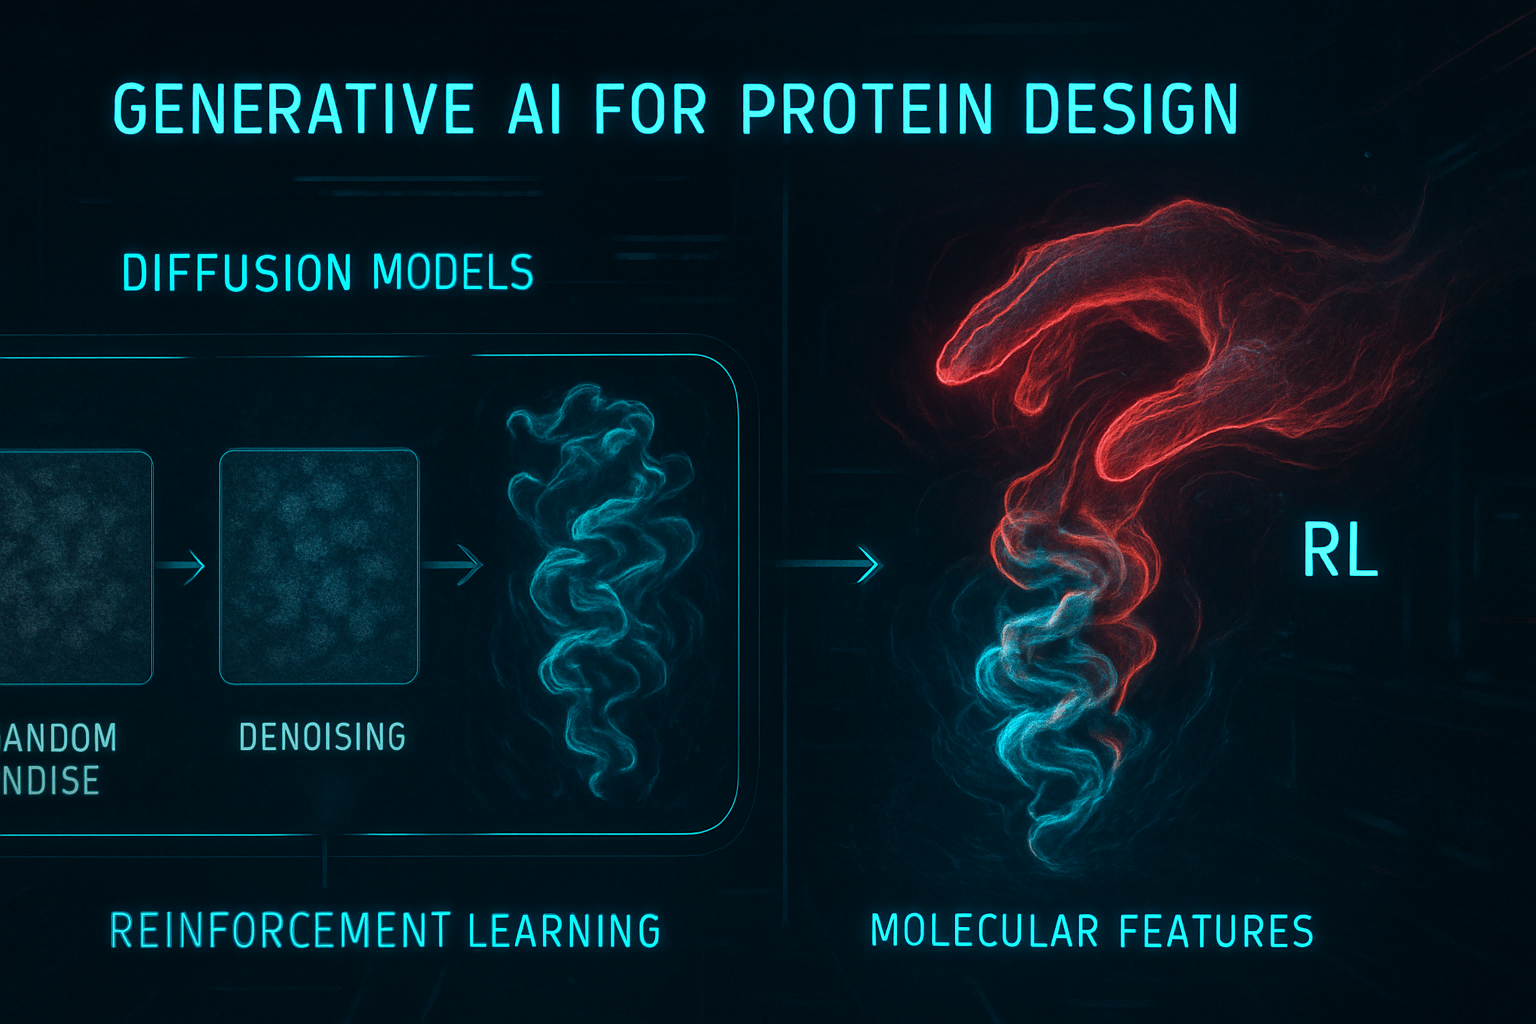 GENERATIVE AI FOR PROTEIN DESIGN
DIFFUSION MODELS
RL
ANDOM
NDISE
DENOISING
REINFORCEMENT LEARNING
MOLECULAR FEATURES